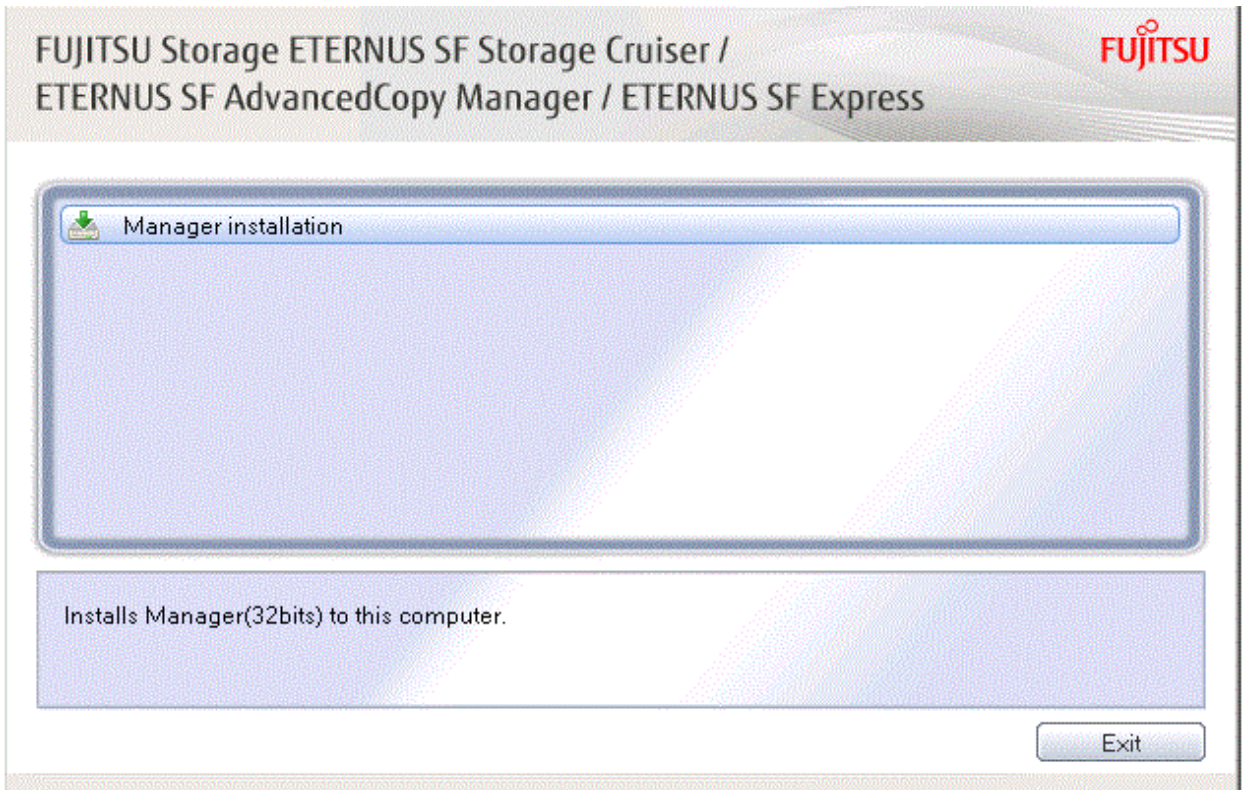 FUJITSU Storage ETERNUS SF Storage Cruiser /
ETERNUS SF AdvancedCopy Manager / ETERNUS SF Express
FUJITSU
Manager installation
Installs Manager(32bits) to this computer.
Exit